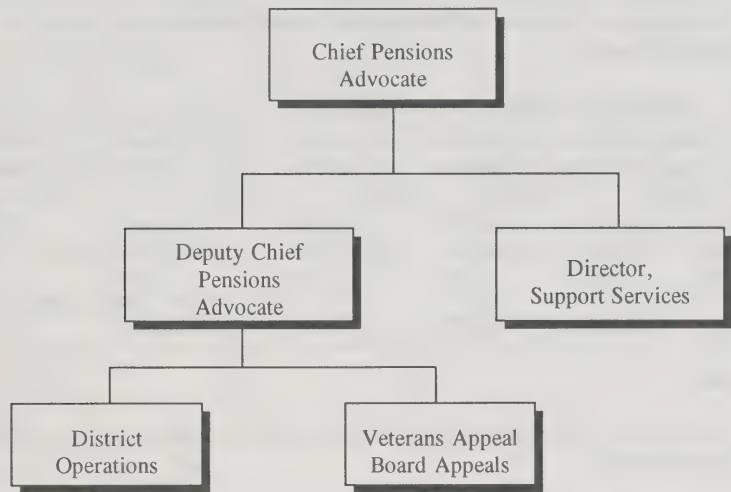 Chief Pensions
Advocate
Deputy Chief
Pensions
Advocate
Director,
Support Services
District
Operations
Veterans Appeal
Board Appeals